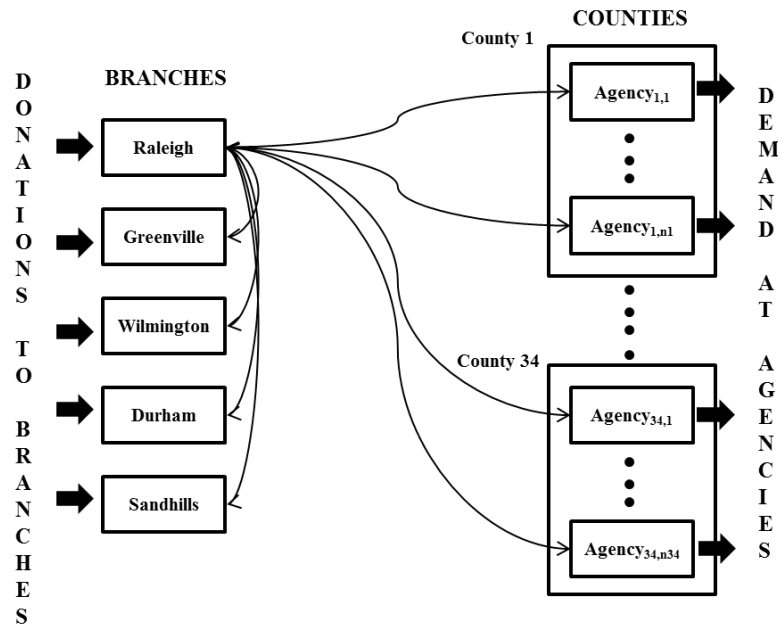 DONATIONS TO BRANCHES
BRANCHES
Raleigh
Greenville
Wilmington
Durham
Sandhills
COUNTIES
County 1
Agency1,1
Agency1,n1
County 34
Agency34,1
Agency34,n34
DEMAND AT AGENCIES